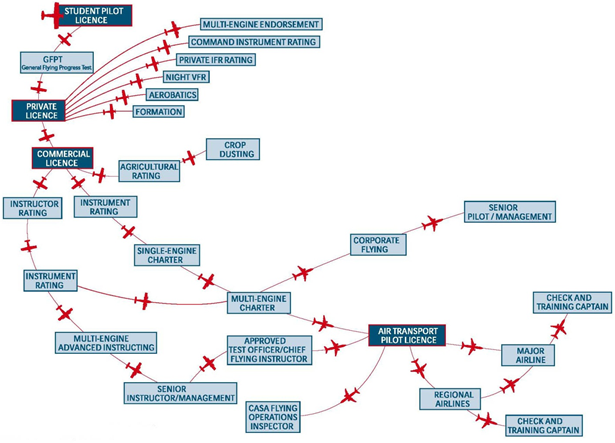 STUDENT PILOT
LICENCE
GFPT
General Flying Progress Test
PRIVATE
LICENCE
MULTI-ENGINE ENDORSEMENT
COMMAND INSTRUMENT RATING
PRIVATE IFR RATING
NIGHT VFR
AEROBATICS
FORMATION
COMMERCIAL
LICENCE
AGRICULTURAL
RATING
CROP
DUSTING
INSTRUCTOR
RATING
INSTRUMENT
RATING
SINGLE-ENGINE
CHARTER
CORPORATE
FLYING
SENIOR
PILOT / MANAGEMENT
INSTRUMENT
RATING
MULTI-ENGINE
CHARTER
MULTI-ENGINE
ADVANCED INSTRUCTING
APPROVED
TEST OFFICER/CHIEF
FLYING INSTRUCTOR
AIR TRANSPORT
PILOT LICENCE
CHECK AND
TRAINING CAPTAIN
MAJOR
AIRLINE
SENIOR
INSTRUCTOR/MANAGEMENT
CASA FLYING
OPERATIONS
INSPECTOR
REGIONAL
AIRLINES
CHECK AND
TRAINING CAPTAIN